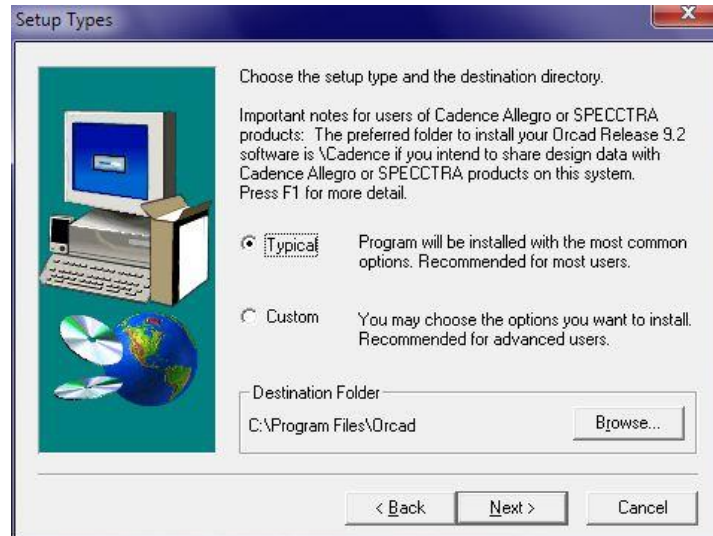 Setup Types
Choose the setup type and the destination directory.
Important notes for users of Cadence Allegro or SPECCTRA
products: The preferred folder to install your Orcad Release 9.2
software is \Cadence if you intend to share design data with
Cadence Allegro or SPECCTRA products on this system.
Press F1 for more detail.
Typical
Program will be installed with the most common
options. Recommended for most users.
Custom
You may choose the options you want to install.
Recommended for advanced users.
Destination Folder
C:\Program Files\Orcad
Browse...
< Back
Next >
Cancel